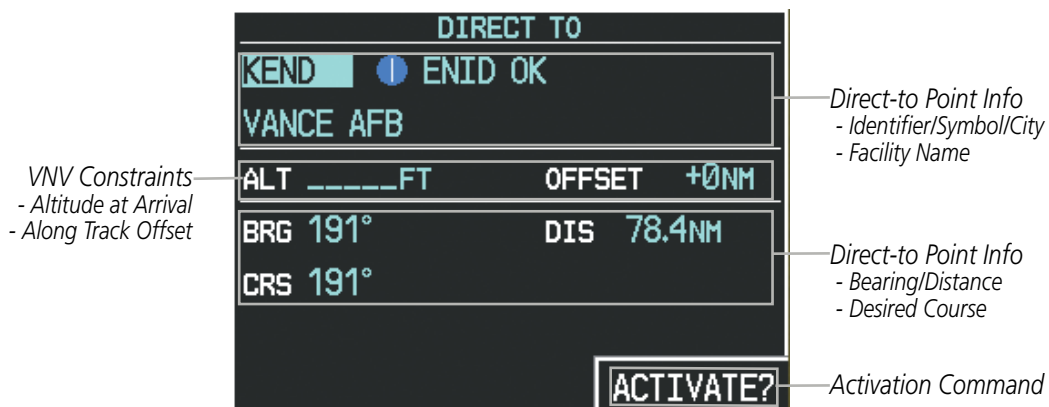 DIRECT TO
KEND ENID OK
VANCE AFB
ALT _____FT OFFSET +0NM
BRG 191° DIS 78.4NM
CRS 191°
ACTIVATE?
VNV Constraints
- Altitude at Arrival
- Along Track Offset
Direct-to Point Info
- Identifier/Symbol/City
- Facility Name
Direct-to Point Info
- Bearing/Distance
- Desired Course
Activation Command